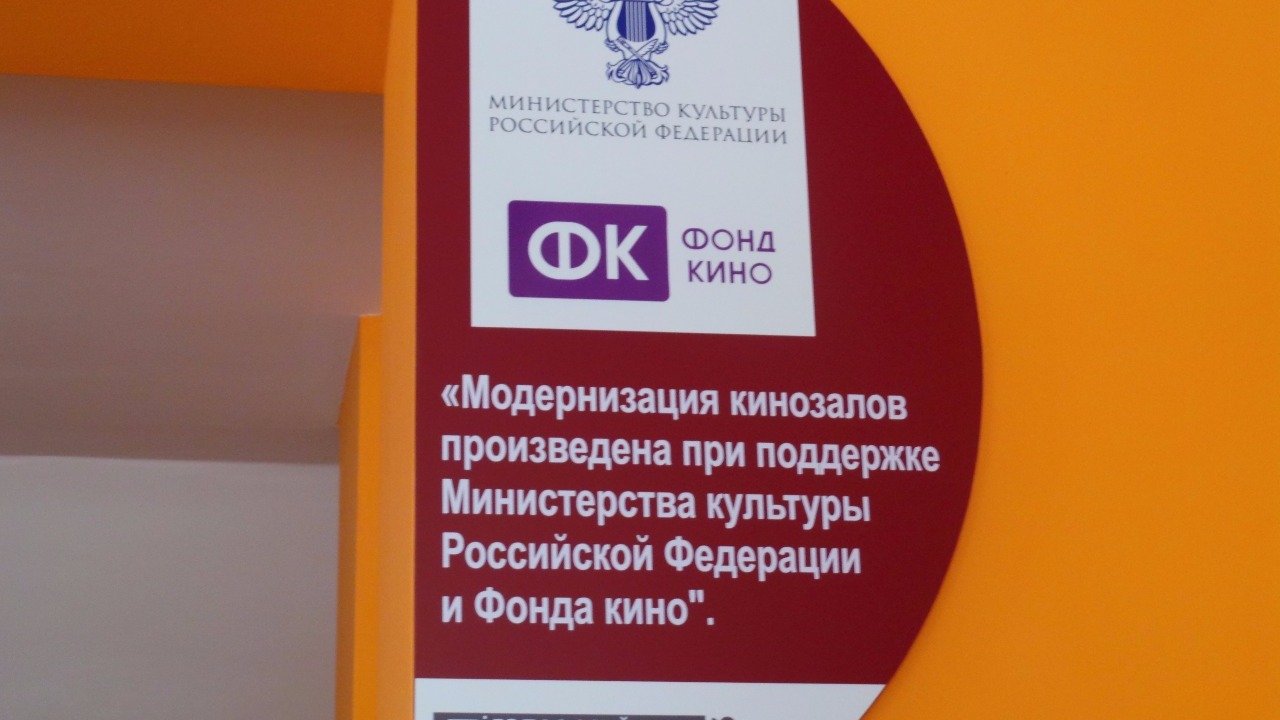 МИНИСТЕРСТВО КУЛЬТУРЫ
РОССИЙСКОЙ ФЕДЕРАЦИИ
ФК
ФОНД
КИНО
«Модернизация кинозалов
произведена при поддержке
Министерства культуры
Российской Федерации
и Фонда кино".